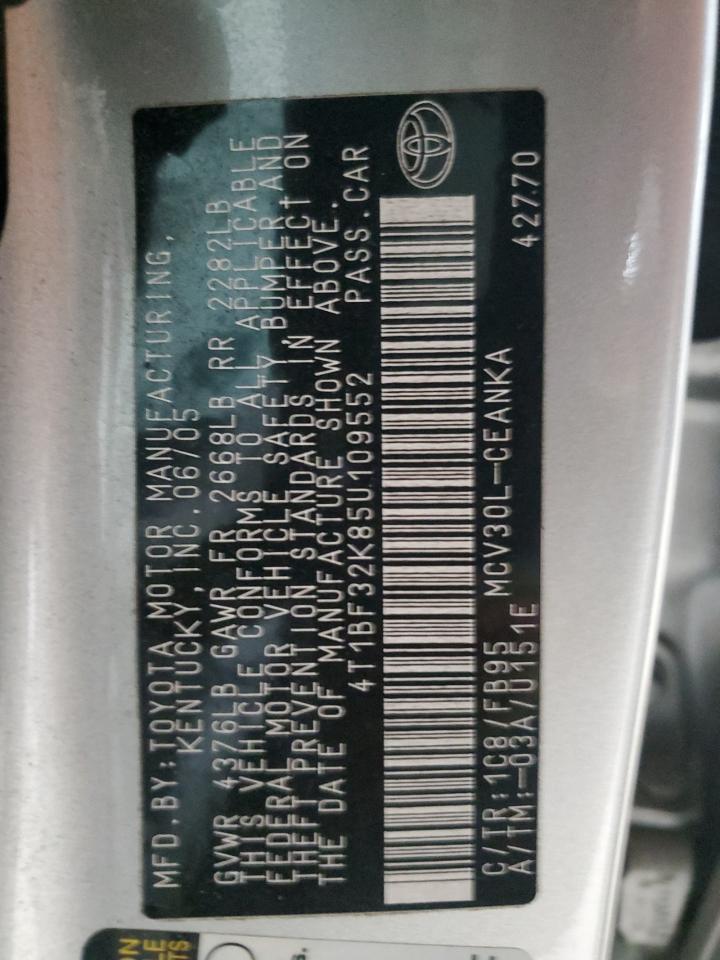 MFD.BY:TOYOTA MOTOR MANUFACTURING,
KENTUCKY, INC. 06/05
GVWR 4376LB GAWR FR 2668LB RR 2282LB
THIS VEHICLE CONFORMS TO ALL APPLICABLE
FEDERAL MOTOR VEHICLE SAFETY, BUMPER AND
THEFT PREVENTION STANDARDS IN EFFECT ON
THE DATE OF MANUFACTURE SHOWN ABOVE.
4T1BF32K85U109552 PASS.CAR
C/TR:1C8/FB95 MCV30L-CEANKA
A/TM:-03A/U151E 42770